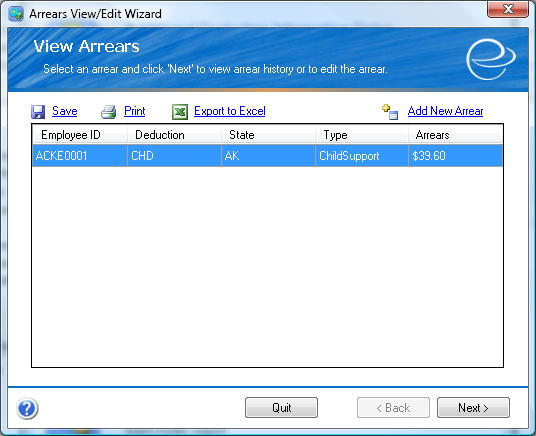 Arrears View/Edit Wizard
View Arrears
Select an arrear and click 'Next' to view arrear history or to edit the arrear.
Save Print Export to Excel Add New Arrear
Employee ID Deduction State Type Arrears
ACKE0001 CHD AK ChildSupport $39.60
Quit < Back Next >